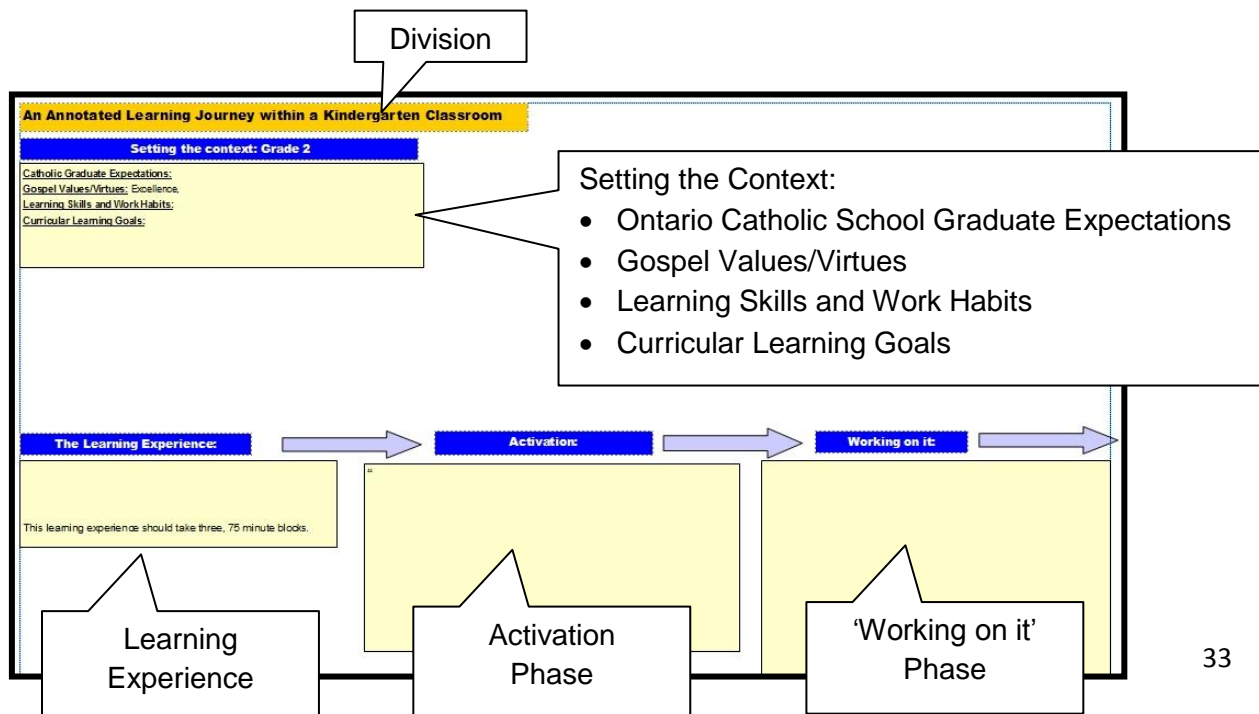 Division
An Annotated Learning Journey within a Kindergarten Classroom
Setting the context: Grade 2
Catholic Graduate Expectations:
Gospel Values/Virtues: Excellence,
Learning Skills and Work Habits:
Curricular Learning Goals:
Setting the Context:
• Ontario Catholic School Graduate Expectations
• Gospel Values/Virtues
• Learning Skills and Work Habits
• Curricular Learning Goals
The Learning Experience:
Activation:
Working on it:
This learning experience should take three, 75 minute blocks.
Learning
Experience
Activation
Phase
‘Working on it’
Phase
33